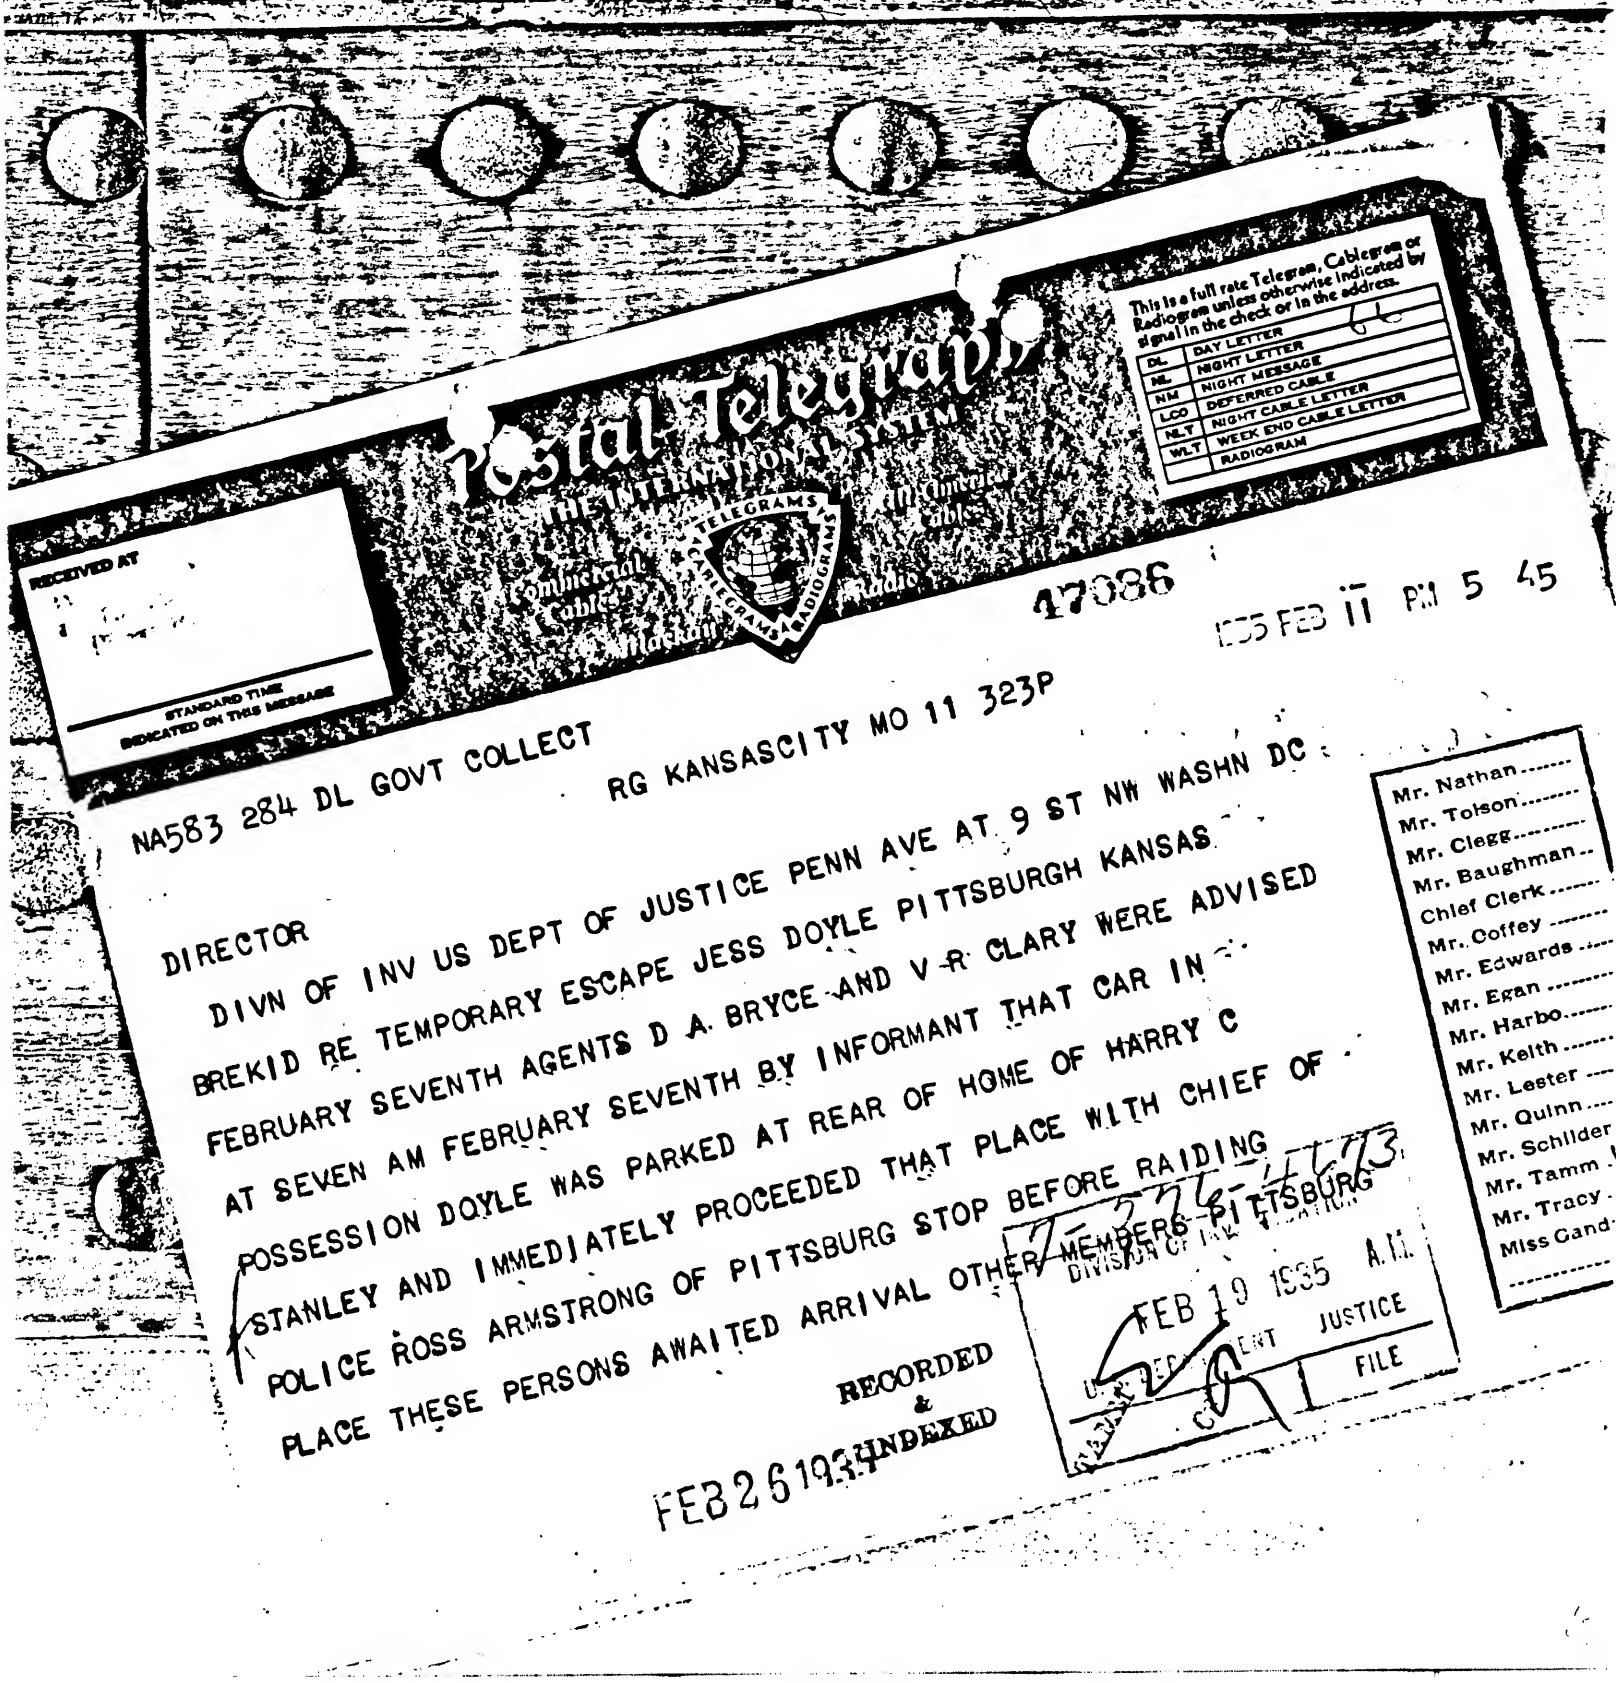 Postal Telegraph
THE INTERNATIONAL SYSTEM
Commercial
Cables
All America
Cables
Mackay
Radio
TELEGRAMS
CABLEGRAMS
RADIOGRAMS
This is a full rate Telegram, Cablegram or
Radiogram unless otherwise indicated by
signal in the check or in the address.
DL DAY LETTER
NL NIGHT LETTER
NM NIGHT MESSAGE
LCO DEFERRED CABLE
NLT NIGHT CABLE LETTER
WLT WEEK END CABLE LETTER
RADIOGRAM
RECEIVED AT
STANDARD TIME
INDICATED ON THIS MESSAGE
47086
1935 FEB 11 PM 5 45
NA583 284 DL GOVT COLLECT
RG KANSASCITY MO 11 323P
DIRECTOR
DIVN OF INV US DEPT OF JUSTICE PENN AVE AT 9 ST NW WASHN DC
BREKID RE TEMPORARY ESCAPE JESS DOYLE PITTSBURGH KANSAS
FEBRUARY SEVENTH AGENTS D A BRYCE AND V R CLARY WERE ADVISED
AT SEVEN AM FEBRUARY SEVENTH BY INFORMANT THAT CAR IN
POSSESSION DOYLE WAS PARKED AT REAR OF HOME OF HARRY C
STANLEY AND IMMEDIATELY PROCEEDED THAT PLACE WITH CHIEF OF
POLICE ROSS ARMSTRONG OF PITTSBURG STOP BEFORE RAIDING
PLACE THESE PERSONS AWAITED ARRIVAL OTHER MEMBERS PITTSBURG
Mr. Nathan
Mr. Tolson
Mr. Clegg
Mr. Baughman
Chief Clerk
Mr. Coffey
Mr. Edwards
Mr. Egan
Mr. Harbo
Mr. Keith
Mr. Lester
Mr. Quinn
Mr. Schilder
Mr. Tamm
Mr. Tracy
Miss Gand
DIVISION OF
FEB 19 1935 A.M.
JUSTICE
FILE
RECORDED
&
INDEXED
FEB 26 1935